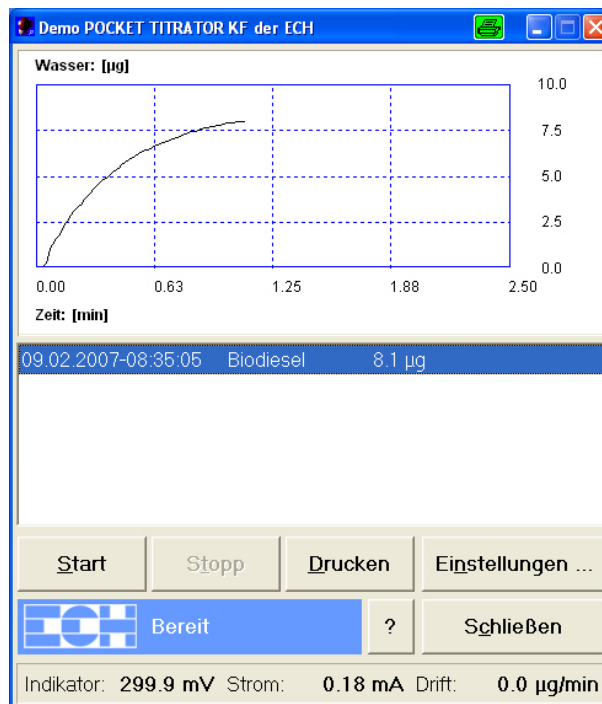 Demo POCKET TITRATOR KF der ECH
Wasser: [µg]
10.0
7.5
5.0
2.5
0.0
0.00 0.63 1.25 1.88 2.50
Zeit: [min]
09.02.2007-08:35:05 Biodiesel 8.1 µg
Start Stopp Drucken Einstellungen ...
ECH Bereit ? Schließen
Indikator: 299.9 mV Strom: 0.18 mA Drift: 0.0 µg/min